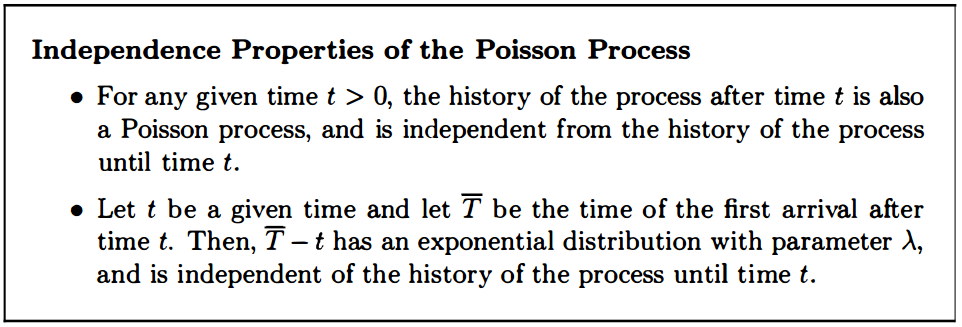 Independence Properties of the Poisson Process
• For any given time t > 0, the history of the process after time t is also
a Poisson process, and is independent from the history of the process
until time t.
• Let t be a given time and let T̅ be the time of the first arrival after
time t. Then, T̅ – t has an exponential distribution with parameter λ,
and is independent of the history of the process until time t.